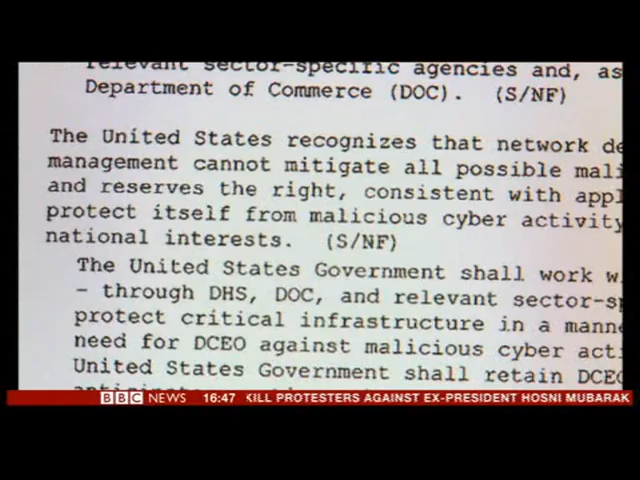 relevant sector-specific agencies and, as
Department of Commerce (DOC). (S/NF)
The United States recognizes that network de
management cannot mitigate all possible mali
and reserves the right, consistent with appl
protect itself from malicious cyber activity
national interests. (S/NF)
The United States Government shall work w
- through DHS, DOC, and relevant sector-sp
protect critical infrastructure in a manne
need for DCEO against malicious cyber acti
United States Government shall retain DCEO
BBC NEWS 16:47 KILL PROTESTERS AGAINST EX-PRESIDENT HOSNI MUBARAK